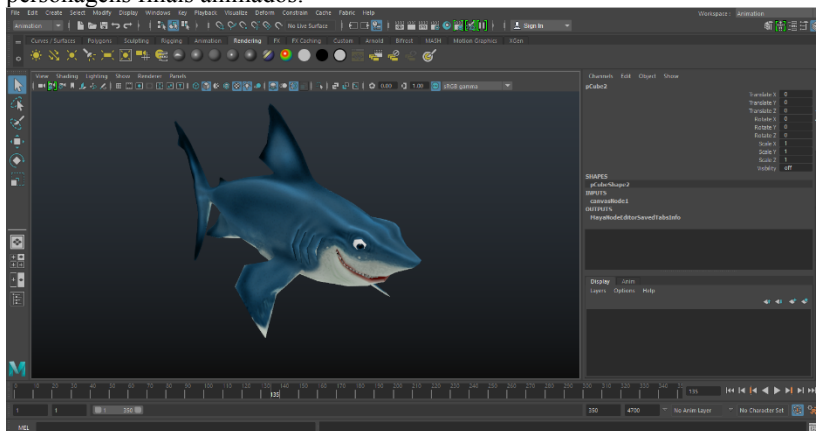 personagens finais animados.
File Edit Create Select Modify Display Windows Key Playback Visualize Deform Constrain Cache Fabric Help
Workspace: Animation
Animation
No Live Surface
Sign In
Curves / Surfaces Polygons Sculpting Rigging Animation Rendering FX FX Caching Custom Arnold Bifrost MASH Motion Graphics XGen
View Shading Lighting Show Renderer Panels
0.00 1.00 sRGB gamma
Channels Edit Object Show
pCube2
Translate X 0
Translate Y 0
Translate Z 0
Rotate X 0
Rotate Y 0
Rotate Z 0
Scale X 1
Scale Y 1
Scale Z 1
Visibility off
SHAPES
pCubeShape2
INPUTS
canvasNode1
OUTPUTS
MayaNodeEditorSavedTabsInfo
Display Anim
Layers Options Help
135
1 1 1 350 350 4700 No Anim Layer No Character Set
MEL